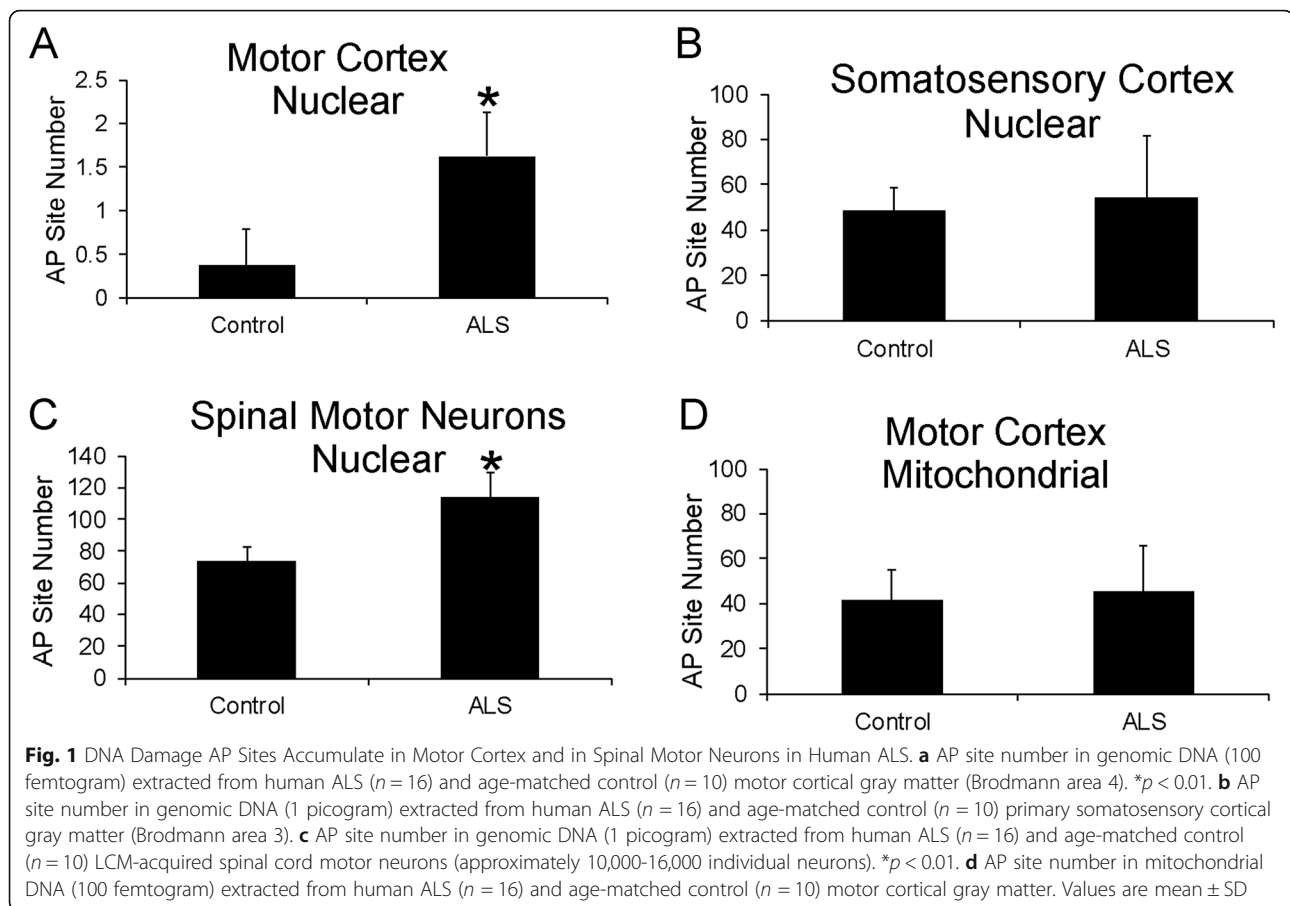 A
Motor Cortex
Nuclear
AP Site Number
2.5
2
1.5
1
0.5
0
*
Control
ALS
B
Somatosensory Cortex
Nuclear
AP Site Number
100
80
60
40
20
0
Control
ALS
C
Spinal Motor Neurons
Nuclear
AP Site Number
140
120
100
80
60
40
20
0
*
Control
ALS
D
Motor Cortex
Mitochondrial
AP Site Number
100
80
60
40
20
0
Control
ALS
Fig. 1 DNA Damage AP Sites Accumulate in Motor Cortex and in Spinal Motor Neurons in Human ALS. a AP site number in genomic DNA (100
femtogram) extracted from human ALS (n = 16) and age-matched control (n = 10) motor cortical gray matter (Brodmann area 4). *p < 0.01. b AP
site number in genomic DNA (1 picogram) extracted from human ALS (n = 16) and age-matched control (n = 10) primary somatosensory cortical
gray matter (Brodmann area 3). c AP site number in genomic DNA (1 picogram) extracted from human ALS (n = 16) and age-matched control
(n = 10) LCM-acquired spinal cord motor neurons (approximately 10,000-16,000 individual neurons). *p < 0.01. d AP site number in mitochondrial
DNA (100 femtogram) extracted from human ALS (n = 16) and age-matched control (n = 10) motor cortical gray matter. Values are mean ± SD